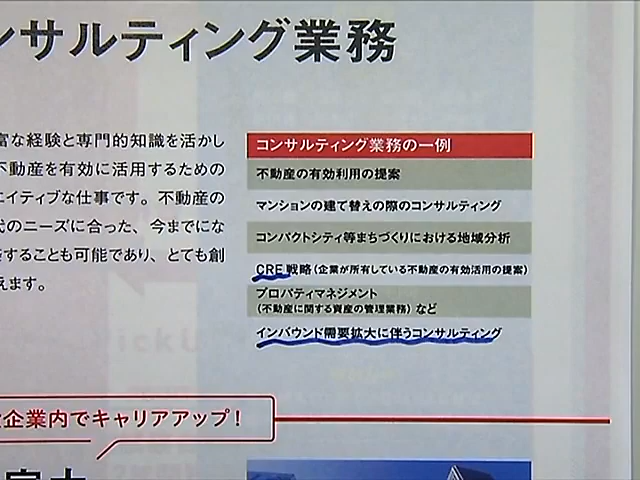 ンサルティング業務
富な経験と専門的知識を活かし
不動産を有効に活用するための
エイティブな仕事です。不動産の
代のニーズに合った、今までにな
をすることも可能であり、とても創
えます。
コンサルティング業務の一例
不動産の有効利用の提案
マンションの建て替えの際のコンサルティング
コンパクトシティ等まちづくりにおける地域分析
CRE戦略(企業が所有している不動産の有効活用の提案)
プロパティマネジメント
(不動産に関する資産の管理業務)など
インバウンド需要拡大に伴うコンサルティング
企業内でキャリアアップ!